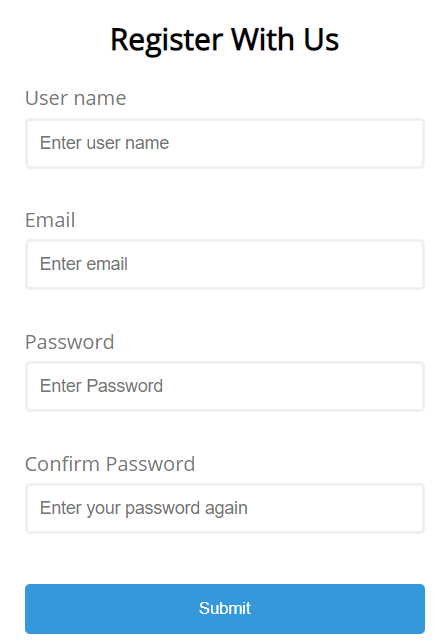 Register With Us
User name
Enter user name
Email
Enter email
Password
Enter Password
Confirm Password
Enter your password again
Submit